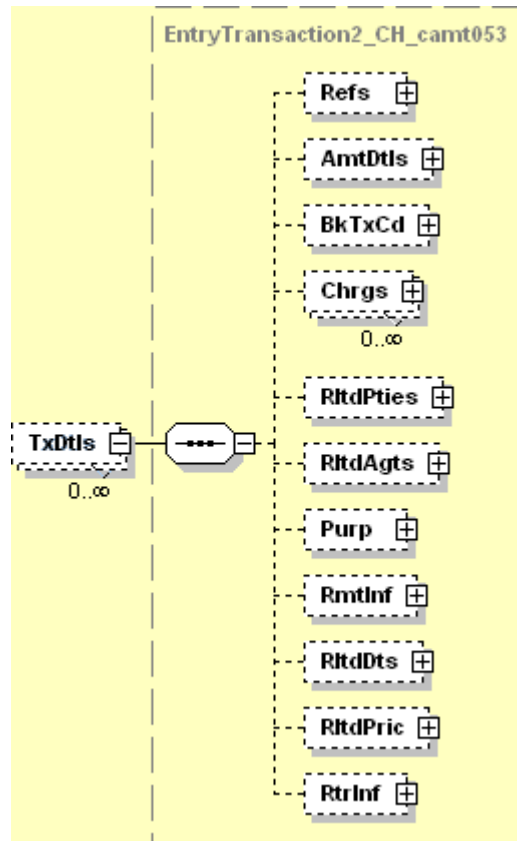 EntryTransaction2_CH_camt053
Refs
AmtDtls
BkTxCd
Chrgs
0..∞
RltdPties
TxDtls
0..∞
RltdAgts
Purp
RmtInf
RltdDts
RltdPric
RtrInf